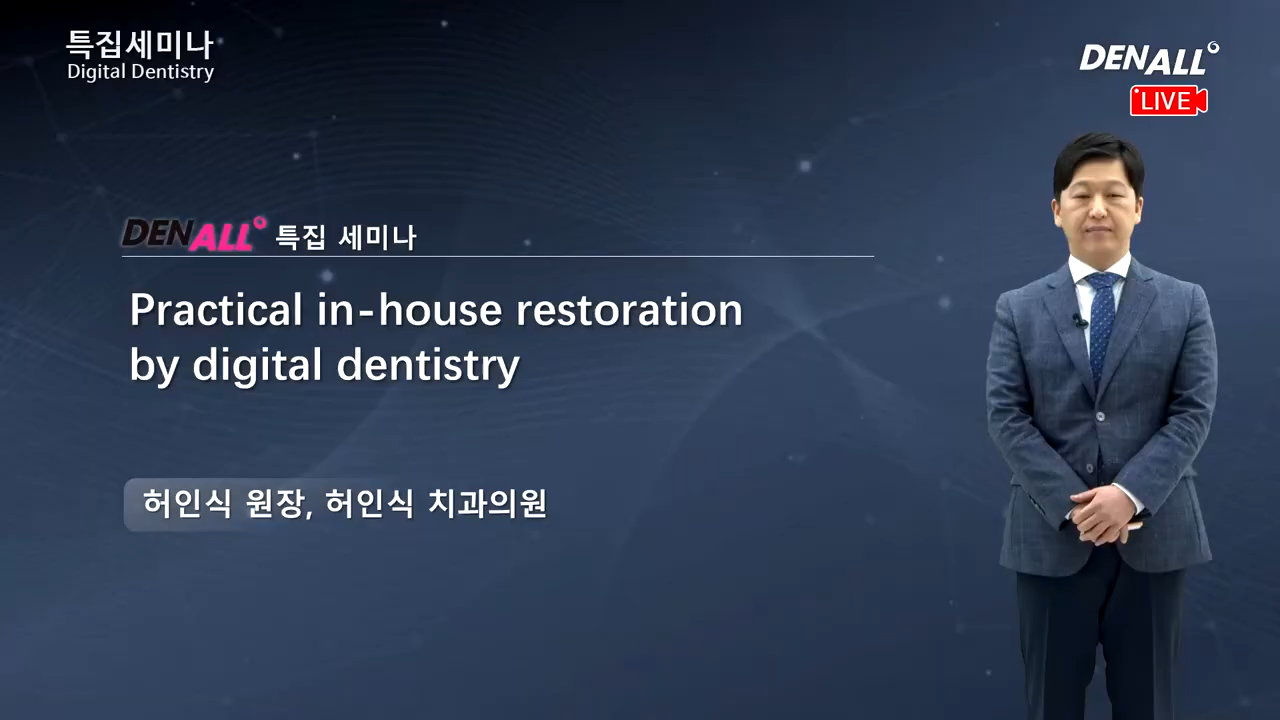 특집세미나
Digital Dentistry
DENALL
LIVE
DENALL 특집 세미나
Practical in-house restoration
by digital dentistry
허인식 원장, 허인식 치과의원